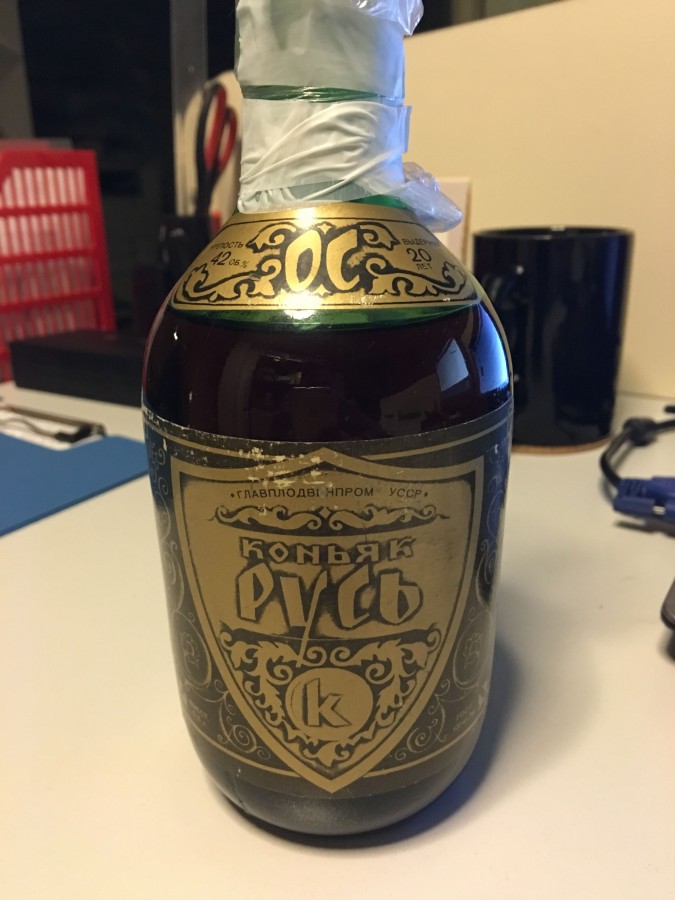 КРЕПОСТЬ
42 ОБ.%
ОС
ВЫДЕРЖКА
20
ЛЕТ
ГЛАВПЛОДВИНПРОМ УССР
КОНЬЯК
РУСЬ
К